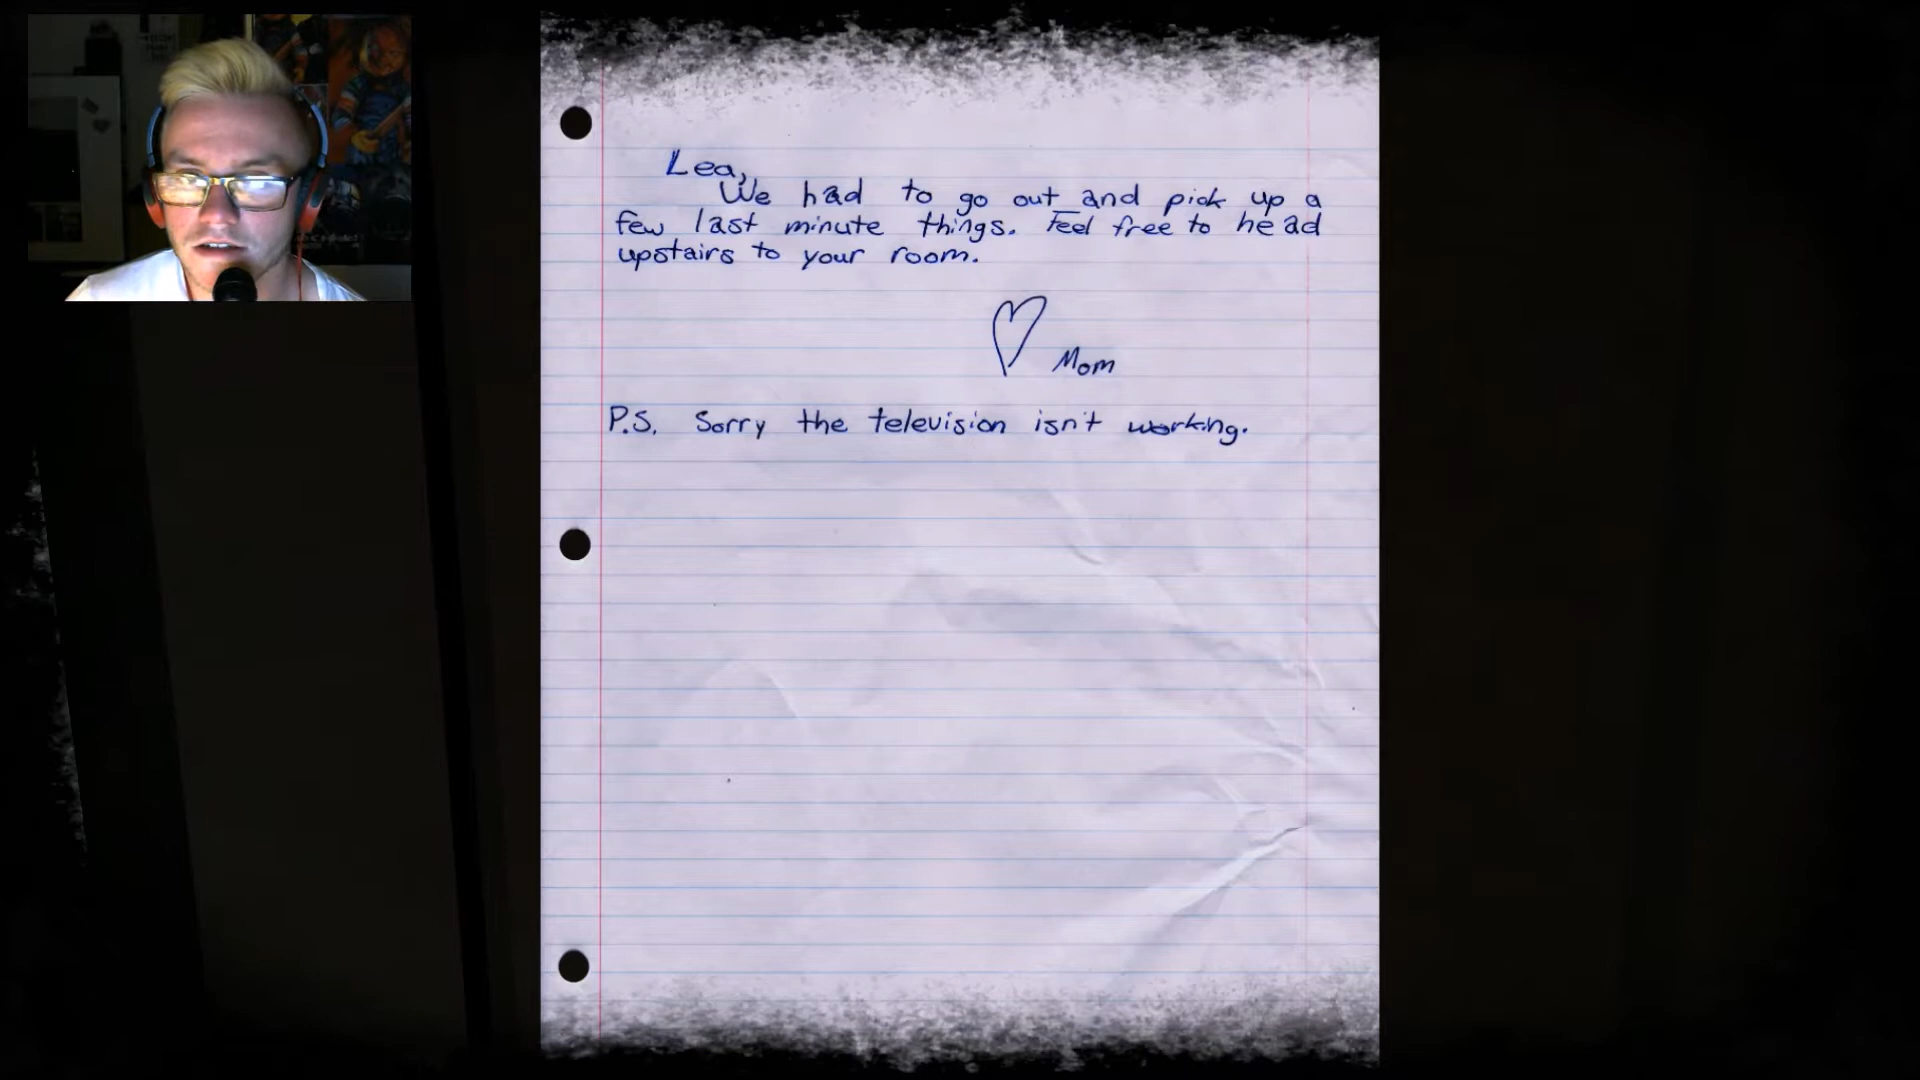 Lea,
We had to go out and pick up a
few last minute things. Feel free to head
upstairs to your room.
Mom
P.S. Sorry the television isn't working.